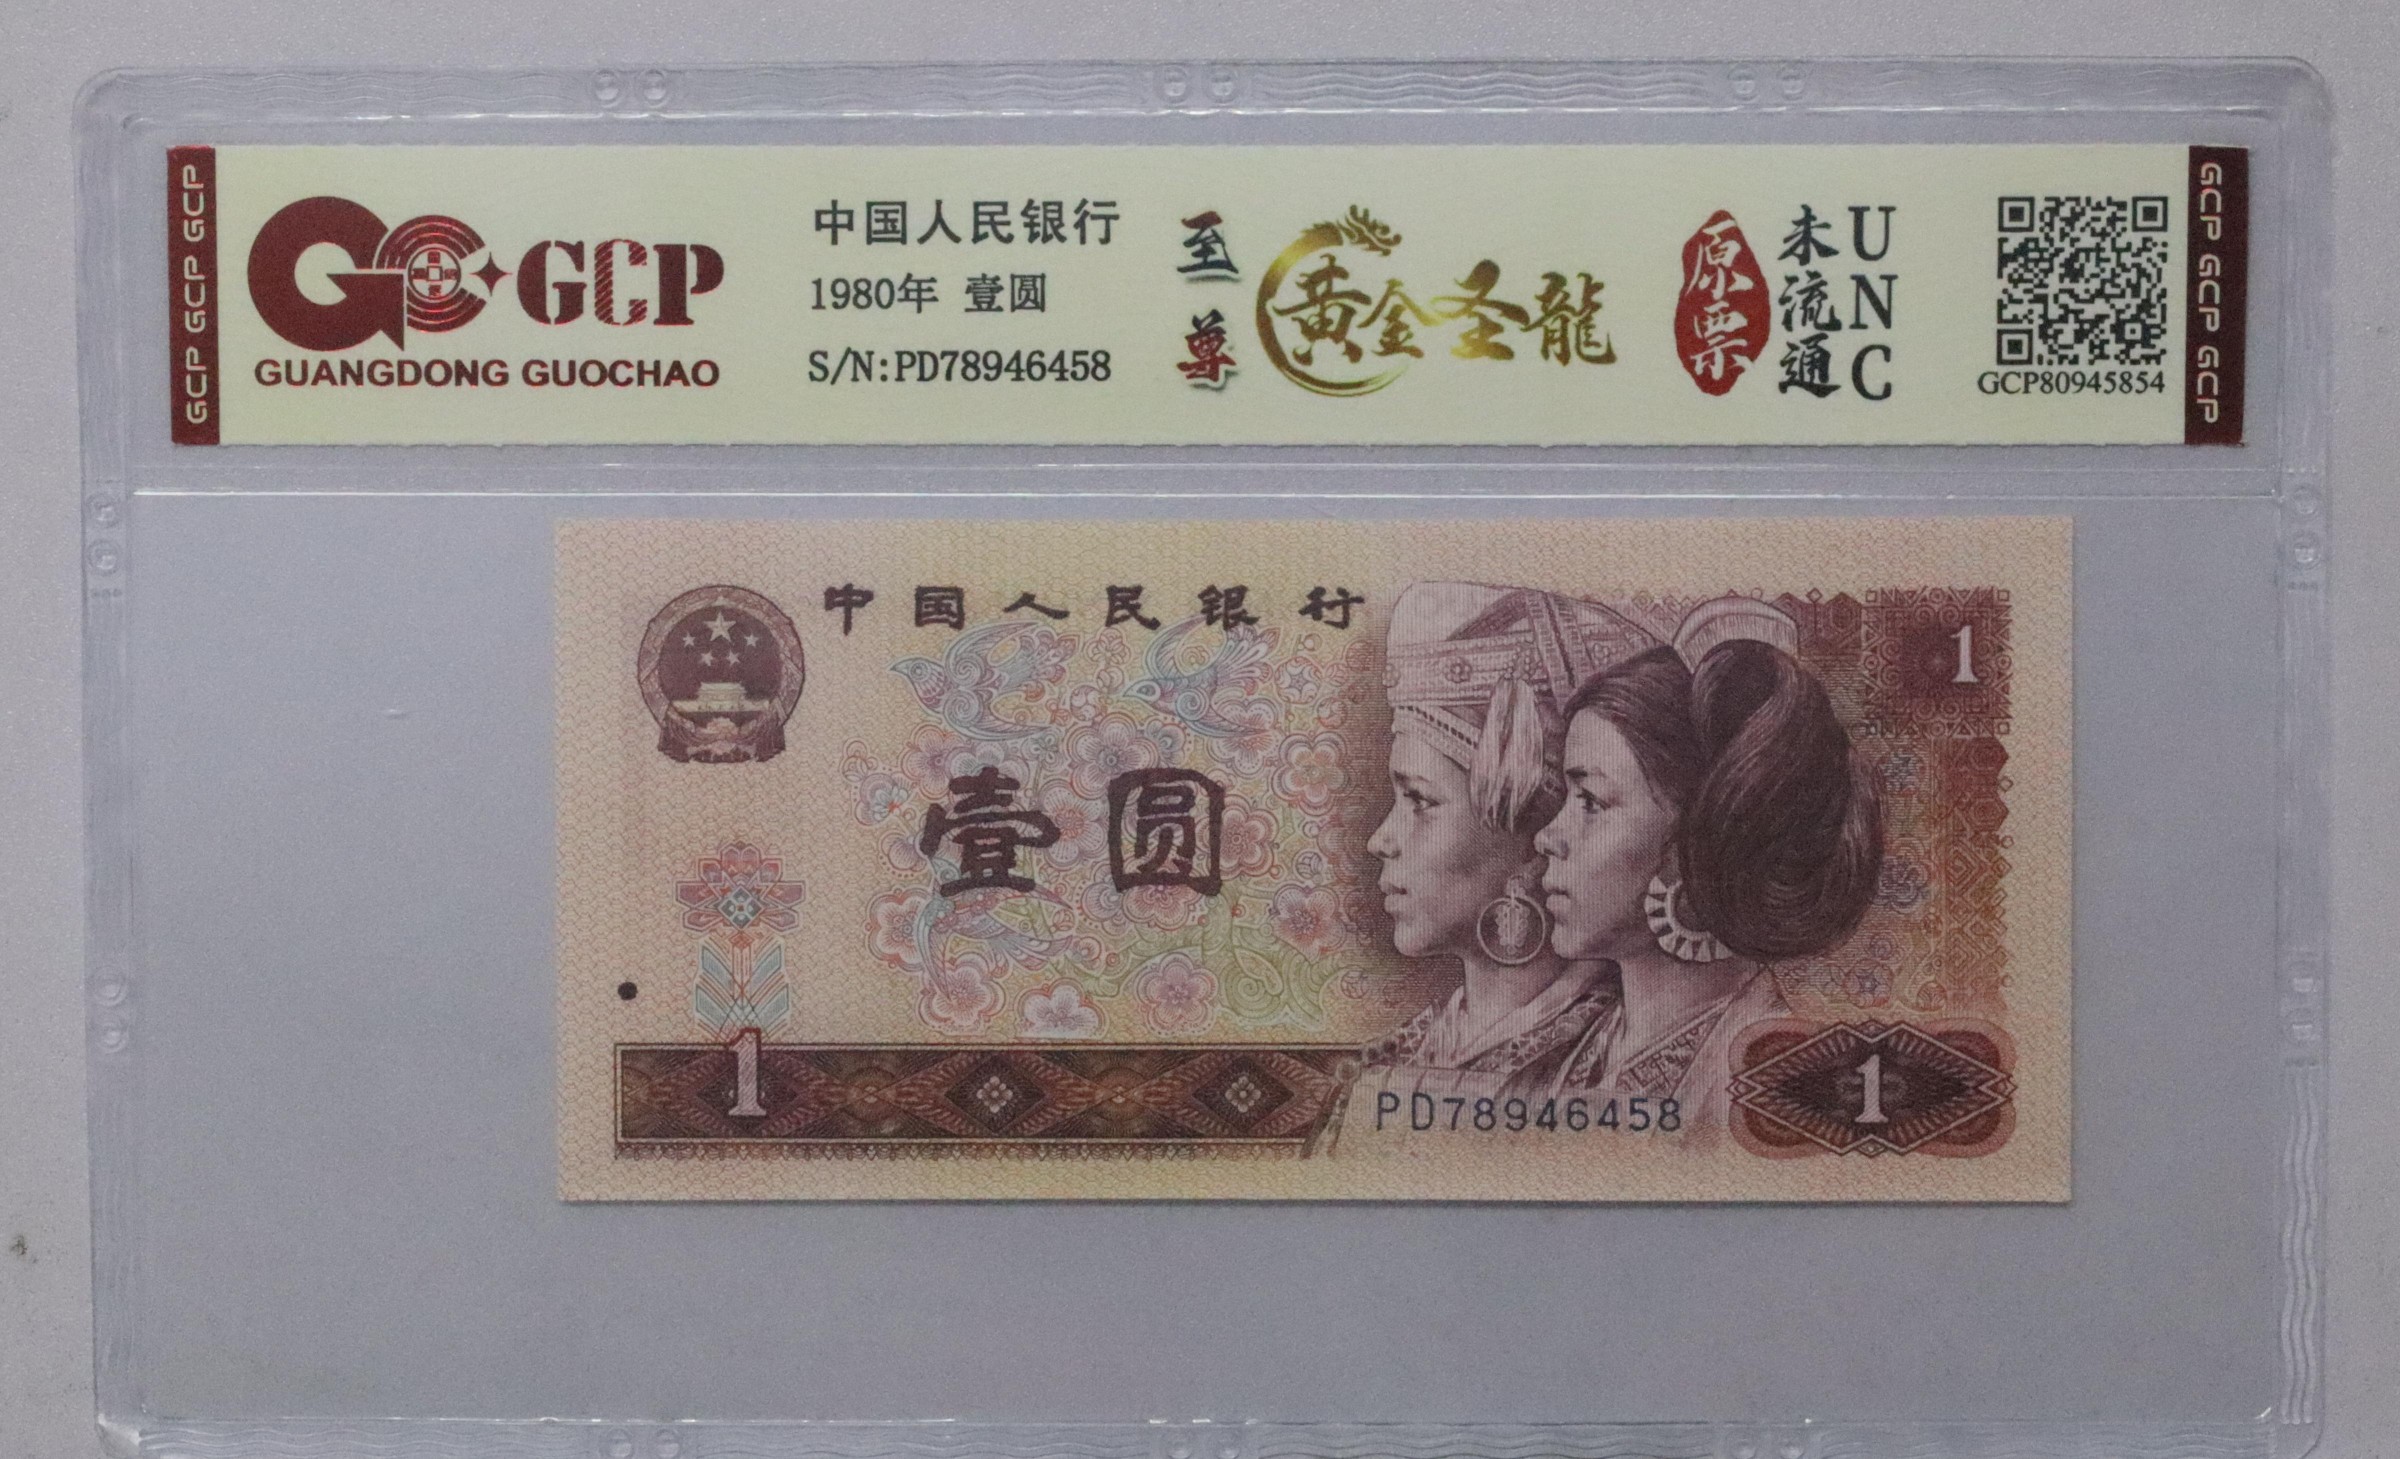 GCP GCP GCP
GCP
GUANGDONG GUOCHAO
中国人民银行
1980年 壹圆
S/N:PD78946458
至尊
黄金圣龍
原票
未流通
UNC
GCP80945854
GCP GCP GCP
中国人民银行
1
壹圆
1
PD78946458
1